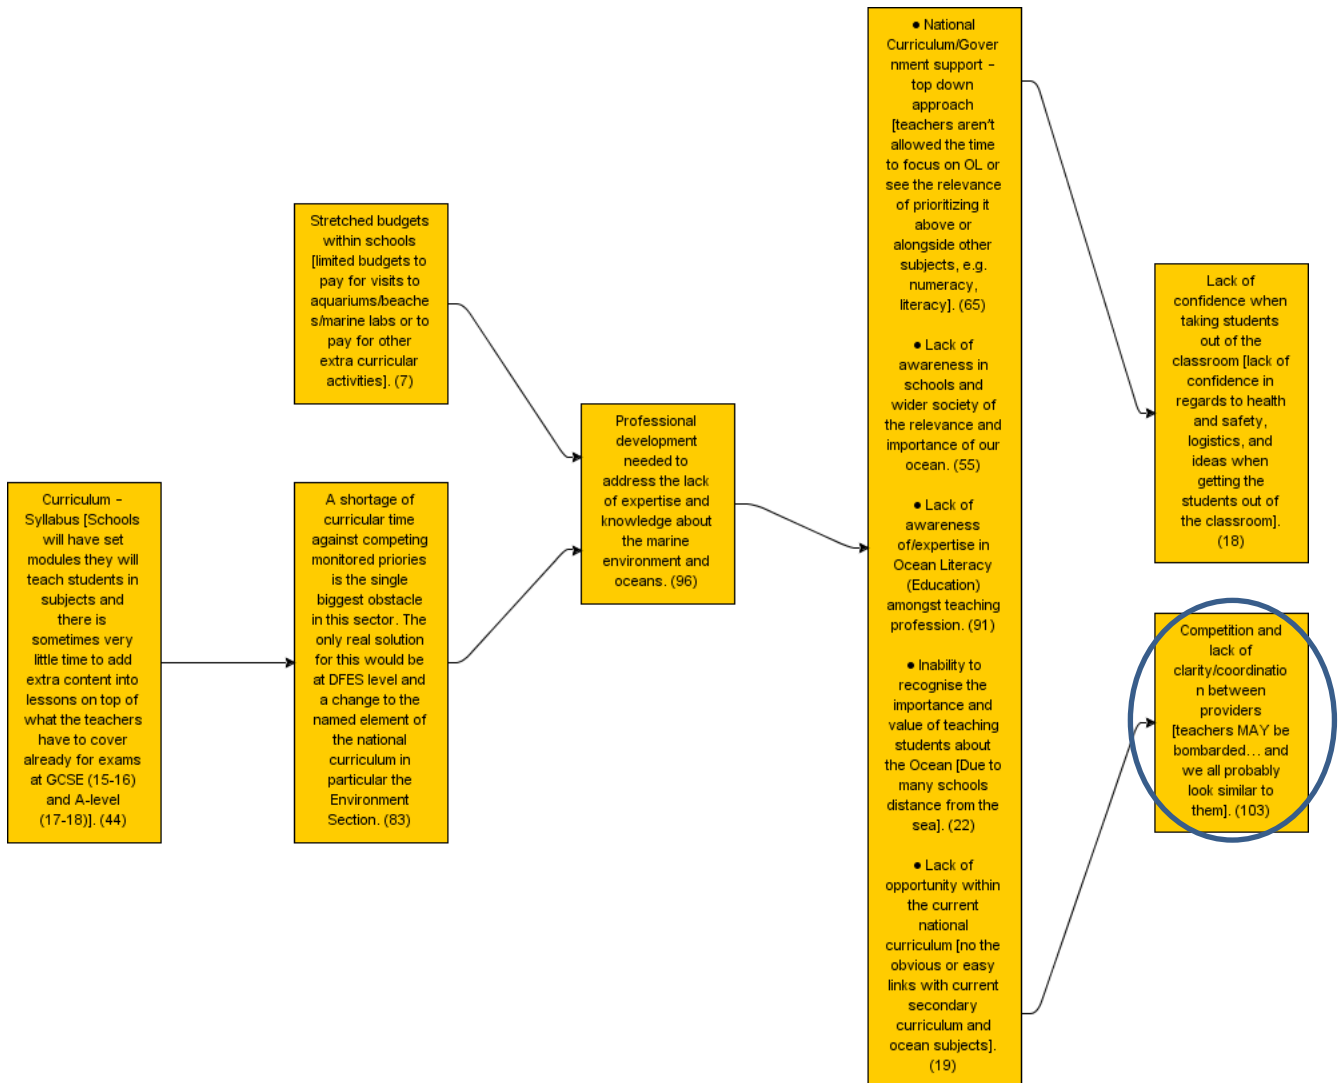 Curriculum –
Syllabus [Schools
will have set
modules they will
teach students in
subjects and
there is
sometimes very
little time to add
extra content into
lessons on top of
what the teachers
have to cover
already for exams
at GCSE (15-16)
and A-level
(17-18)]. (44)
Stretched budgets
within schools
[limited budgets to
pay for visits to
aquariums/beache
s/marine labs or to
pay for other
extra curricular
activities]. (7)
A shortage of
curricular time
against competing
monitored priories
is the single
biggest obstacle
in this sector. The
only real solution
for this would be
at DFES level and
a change to the
named element of
the national
curriculum in
particular the
Environment
Section. (83)
Professional
development
needed to
address the lack
of expertise and
knowledge about
the marine
environment and
oceans. (96)
● National
Curriculum/Gover
nment support –
top down
approach
[teachers aren't
allowed the time
to focus on OL or
see the relevance
of prioritizing it
above or
alongside other
subjects, e.g.
numeracy,
literacy]. (65)
● Lack of
awareness in
schools and
wider society of
the relevance and
importance of our
ocean. (55)
● Lack of
awareness
of/expertise in
Ocean Literacy
(Education)
amongst teaching
profession. (91)
● Inability to
recognise the
importance and
value of teaching
students about
the Ocean [Due to
many schools
distance from the
sea]. (22)
● Lack of
opportunity within
the current
national
curriculum [no the
obvious or easy
links with current
secondary
curriculum and
ocean subjects].
(19)
Lack of
confidence when
taking students
out of the
classroom [lack of
confidence in
regards to health
and safety,
logistics, and
ideas when
getting the
students out of
the classroom].
(18)
Competition and
lack of
clarity/coordinatio
n between
providers
[teachers MAY be
bombarded... and
we all probably
look similar to
them]. (103)